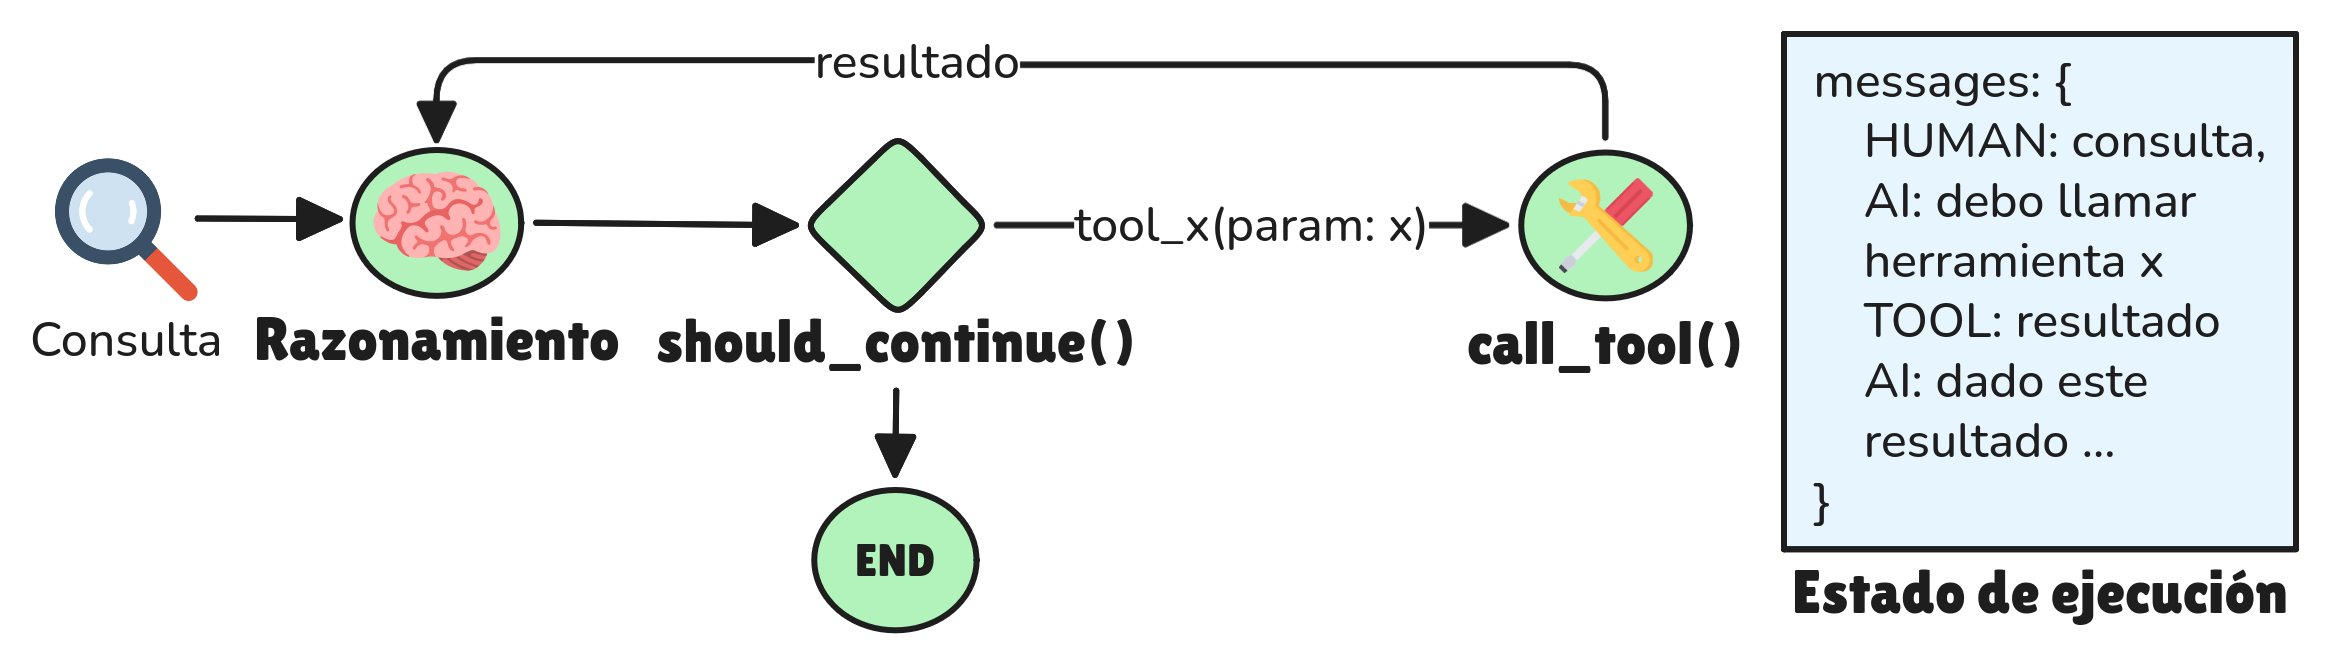 resultado
Consulta
Razonamiento
should_continue()
tool_x(param: x)
call_tool()
END
messages: {
HUMAN: consulta,
AI: debo llamar
herramienta x
TOOL: resultado
AI: dado este
resultado ...
}
Estado de ejecución